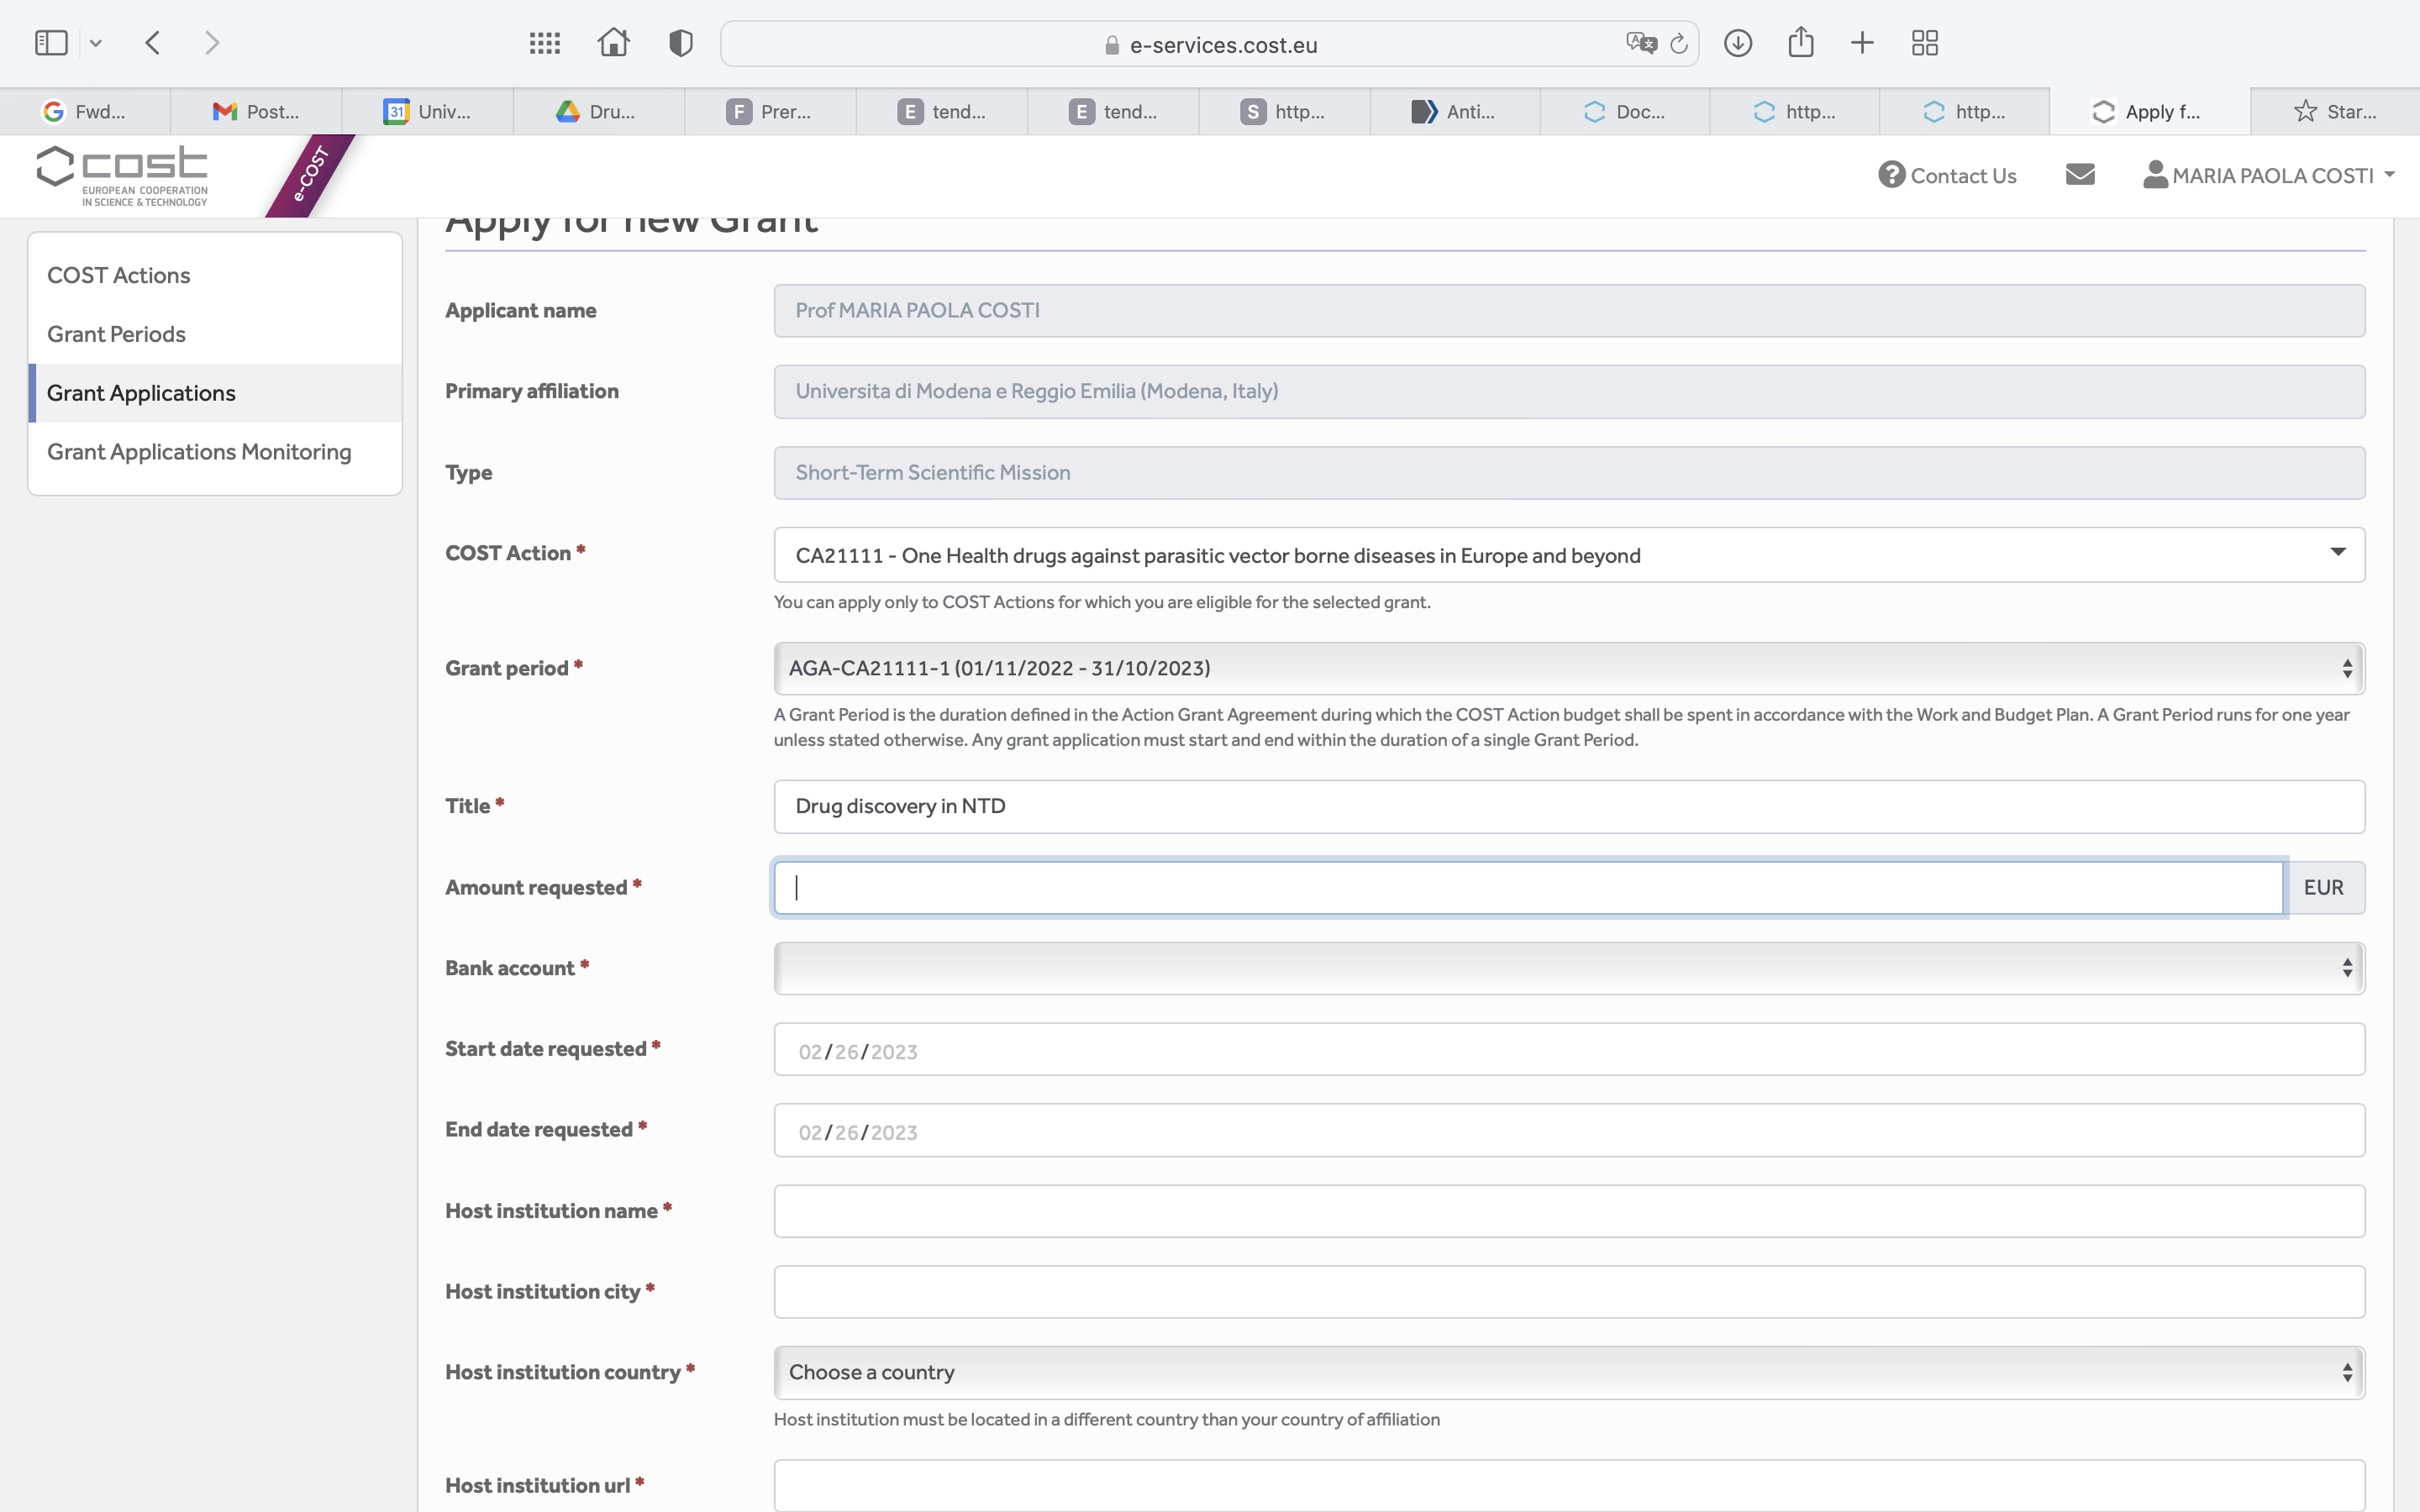 e-services.cost.eu
Fwd...
Post...
31
Univ...
Dru...
F Prer...
E tend...
E tend...
S http...
Anti...
Doc...
http...
http...
Apply f...
Star...
cost
EUROPEAN COOPERATION
IN SCIENCE & TECHNOLOGY
e-COST
Contact Us
MARIA PAOLA COSTI
COST Actions
Grant Periods
Grant Applications
Grant Applications Monitoring
Apply for new Grant
Applicant name
Prof MARIA PAOLA COSTI
Primary affiliation
Universita di Modena e Reggio Emilia (Modena, Italy)
Type
Short-Term Scientific Mission
COST Action *
CA21111 - One Health drugs against parasitic vector borne diseases in Europe and beyond
You can apply only to COST Actions for which you are eligible for the selected grant.
Grant period *
AGA-CA21111-1 (01/11/2022 - 31/10/2023)
A Grant Period is the duration defined in the Action Grant Agreement during which the COST Action budget shall be spent in accordance with the Work and Budget Plan. A Grant Period runs for one year
unless stated otherwise. Any grant application must start and end within the duration of a single Grant Period.
Title *
Drug discovery in NTD
Amount requested *
EUR
Bank account *
Start date requested *
02/26/2023
End date requested *
02/26/2023
Host institution name *
Host institution city *
Host institution country *
Choose a country
Host institution must be located in a different country than your country of affiliation
Host institution url *